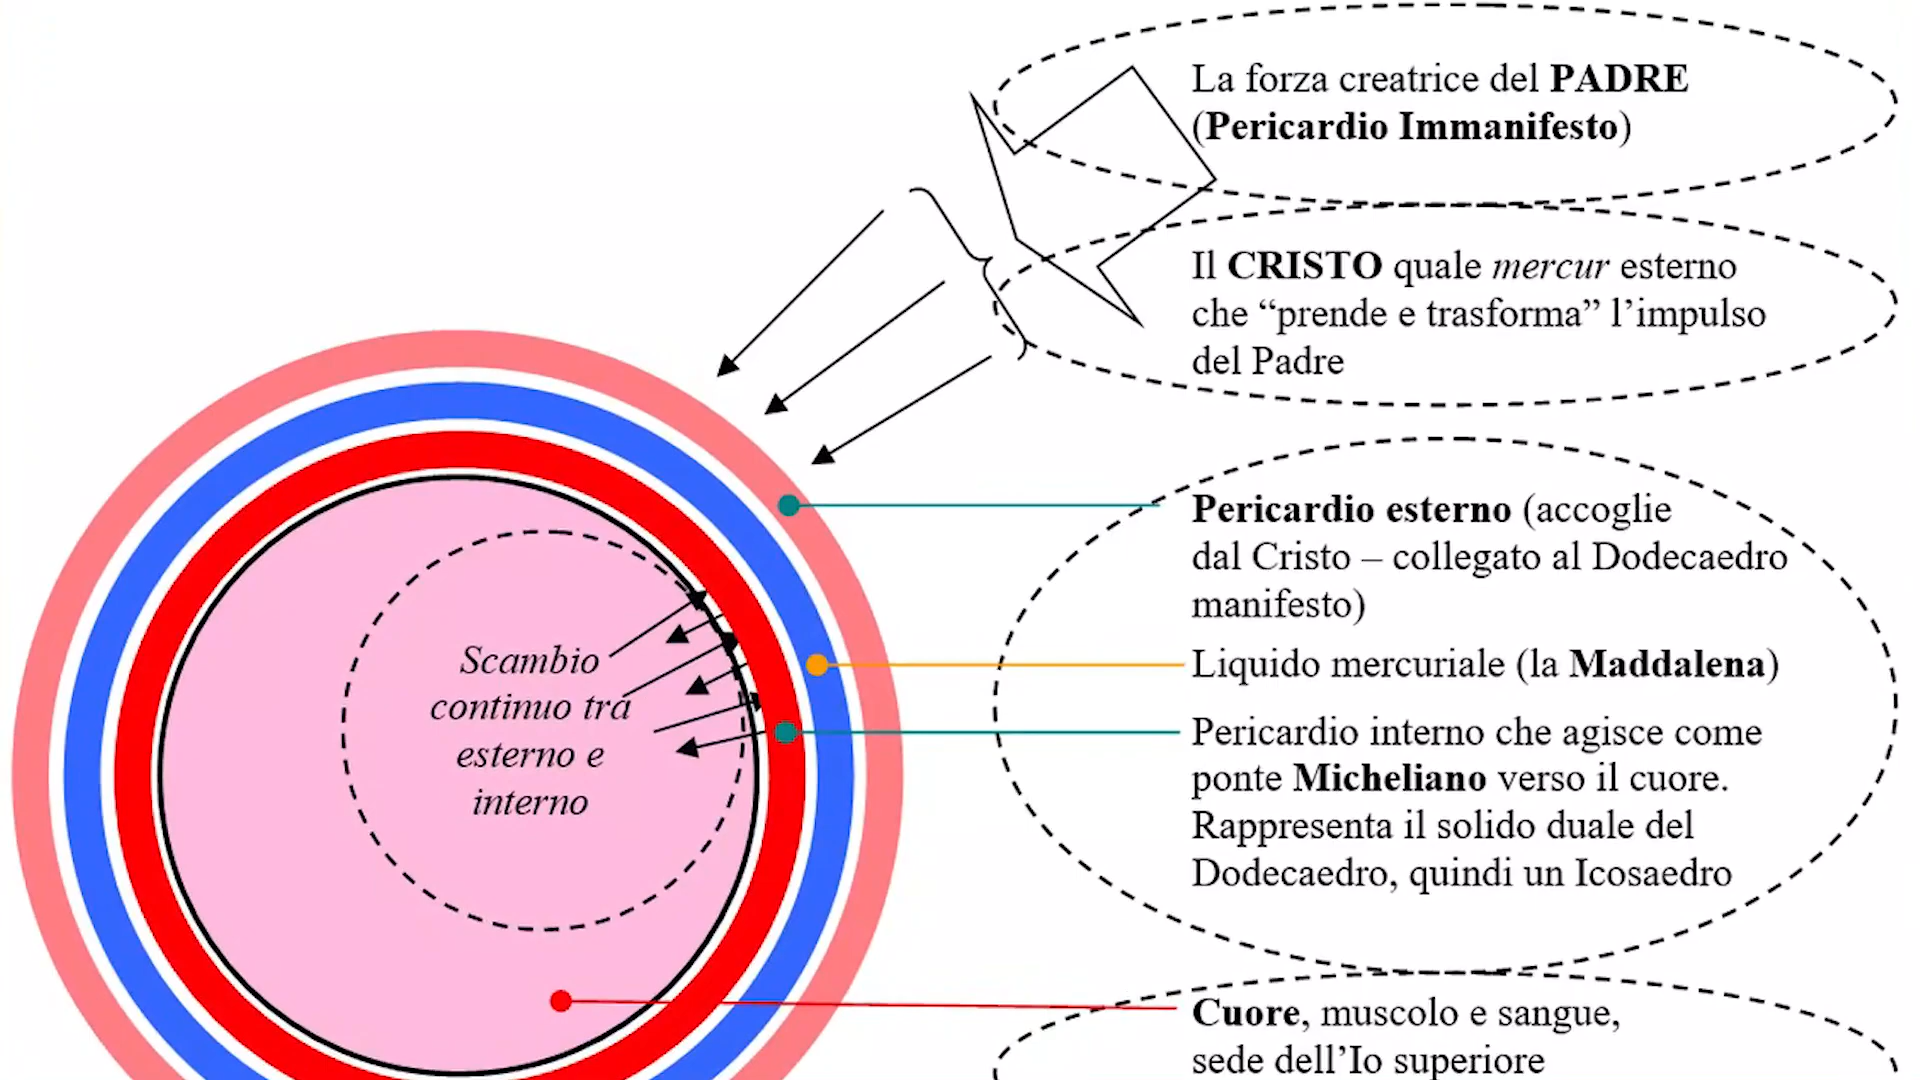 La forza creatrice del PADRE
(Pericardio Immanifesto)
Il CRISTO quale mercur esterno
che “prende e trasforma” l’impulso
del Padre
Pericardio esterno (accoglie
dal Cristo – collegato al Dodecaedro
manifesto)
Liquido mercuriale (la Maddalena)
Pericardio interno che agisce come
ponte Micheliano verso il cuore.
Rappresenta il solido duale del
Dodecaedro, quindi un Icosaedro
Cuore, muscolo e sangue,
sede dell’Io superiore
Scambio
continuo tra
esterno e
interno